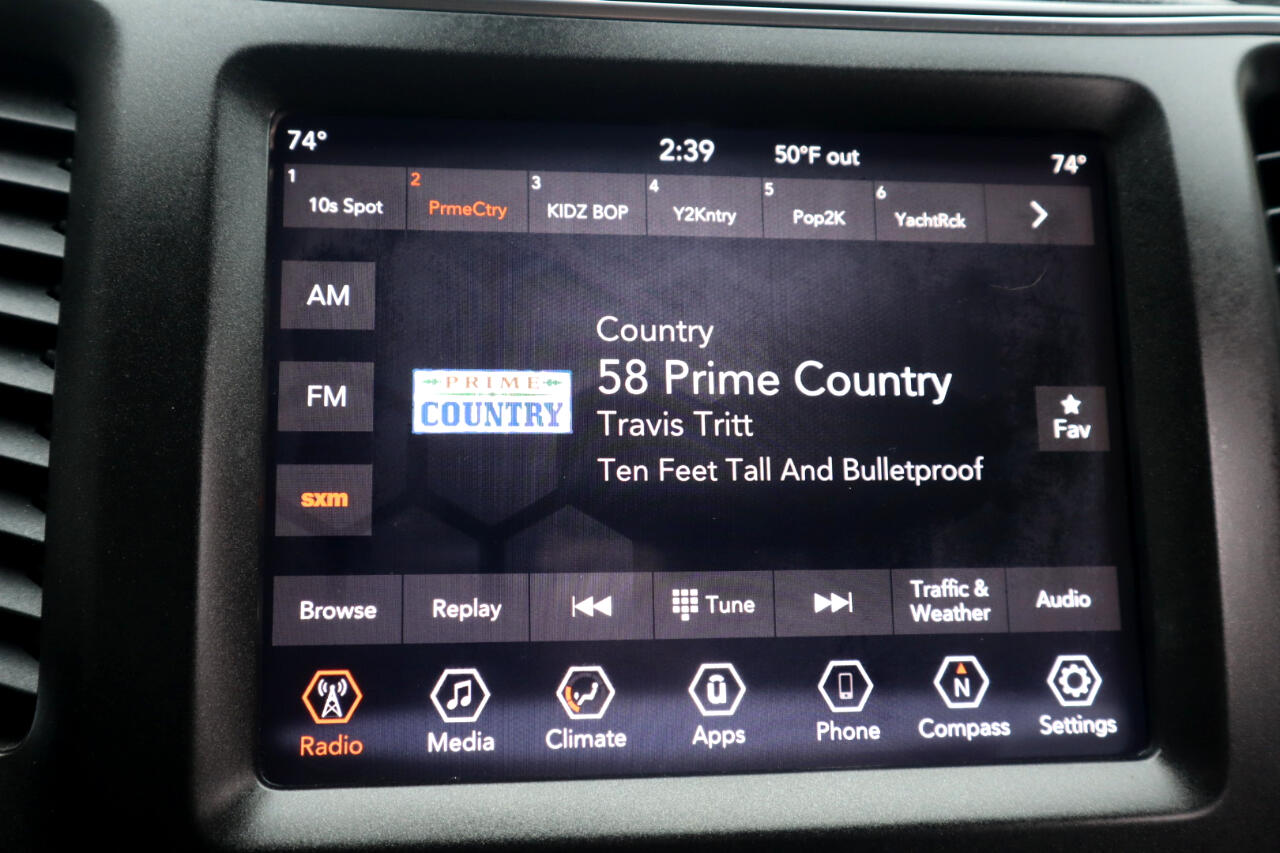 74°
2:39
50°F out
74°
1
10s Spot
2
PrmeCtry
3
KIDZ BOP
4
Y2Kntry
5
Pop2K
6
YachtRck
AM
FM
sxm
PRIME
COUNTRY
Country
58 Prime Country
Travis Tritt
Ten Feet Tall And Bulletproof
Fav
Browse
Replay
Tune
Traffic &
Weather
Audio
Radio
Media
Climate
ū
Apps
Phone
N
Compass
Settings